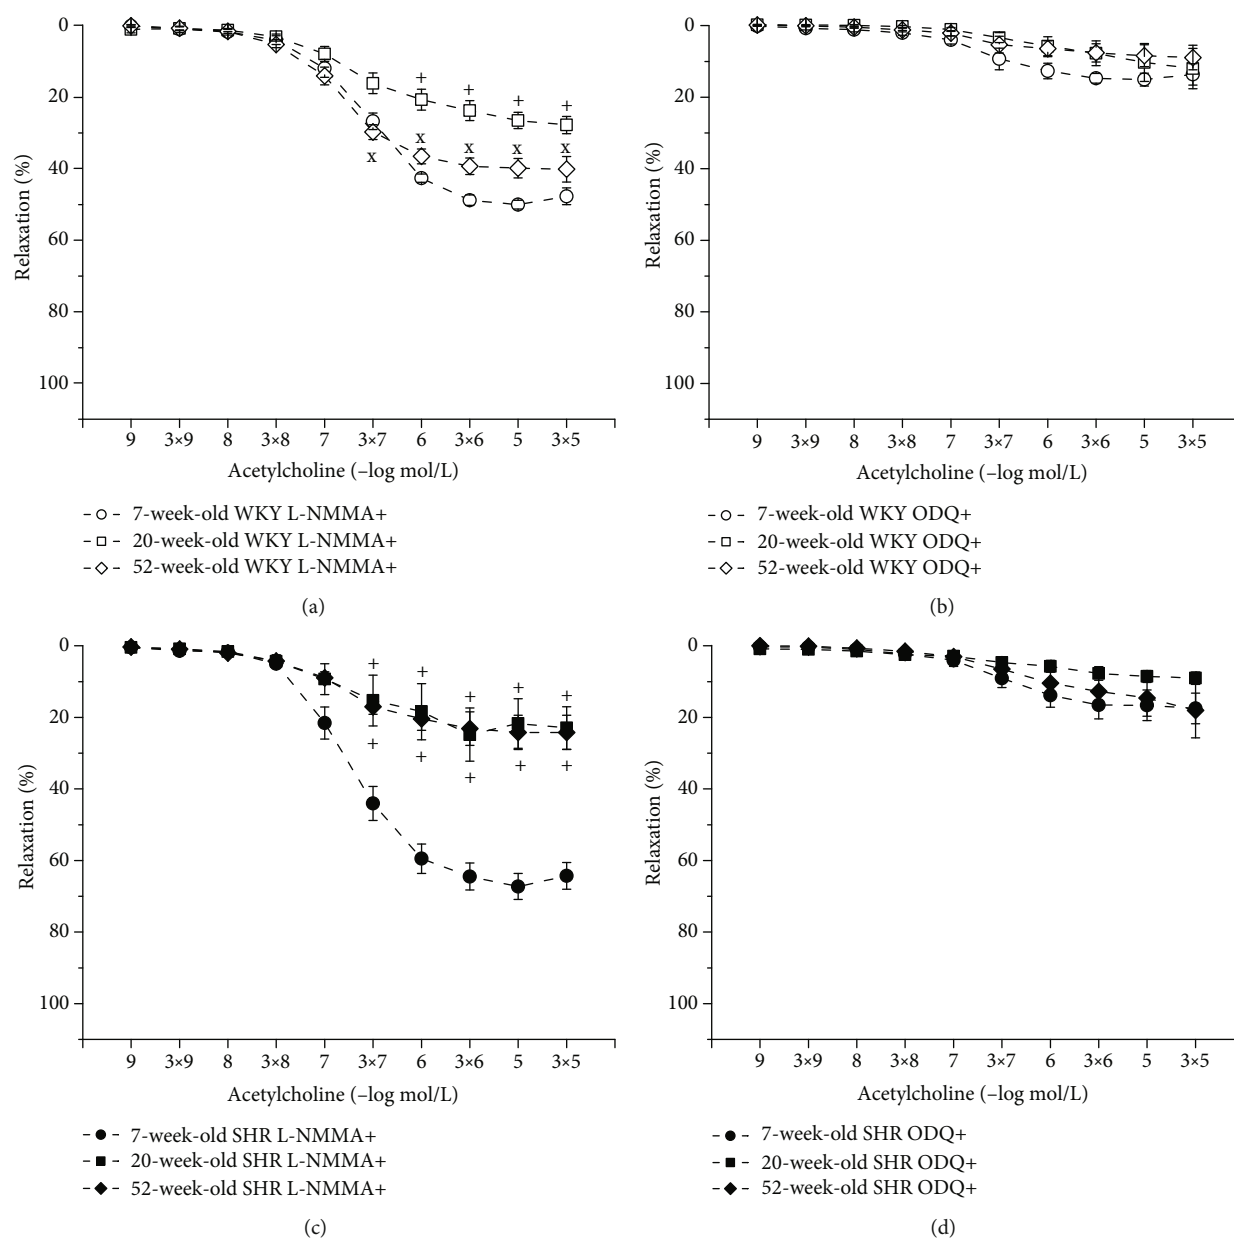 0
20
40
60
80
100
Relaxation (%)
+ + + +
x x x x x
9 3×9 8 3×8 7 3×7 6 3×6 5 3×5
Acetylcholine (–log mol/L)
7-week-old WKY L-NMMA+
20-week-old WKY L-NMMA+
52-week-old WKY L-NMMA+
(a)
0
20
40
60
80
100
Relaxation (%)
9 3×9 8 3×8 7 3×7 6 3×6 5 3×5
Acetylcholine (–log mol/L)
7-week-old WKY ODQ+
20-week-old WKY ODQ+
52-week-old WKY ODQ+
(b)
0
20
40
60
80
100
Relaxation (%)
+ + + + +
+ + + + +
9 3×9 8 3×8 7 3×7 6 3×6 5 3×5
Acetylcholine (–log mol/L)
7-week-old SHR L-NMMA+
20-week-old SHR L-NMMA+
52-week-old SHR L-NMMA+
(c)
0
20
40
60
80
100
Relaxation (%)
9 3×9 8 3×8 7 3×7 6 3×6 5 3×5
Acetylcholine (–log mol/L)
7-week-old SHR ODQ+
20-week-old SHR ODQ+
52-week-old SHR ODQ+
(d)